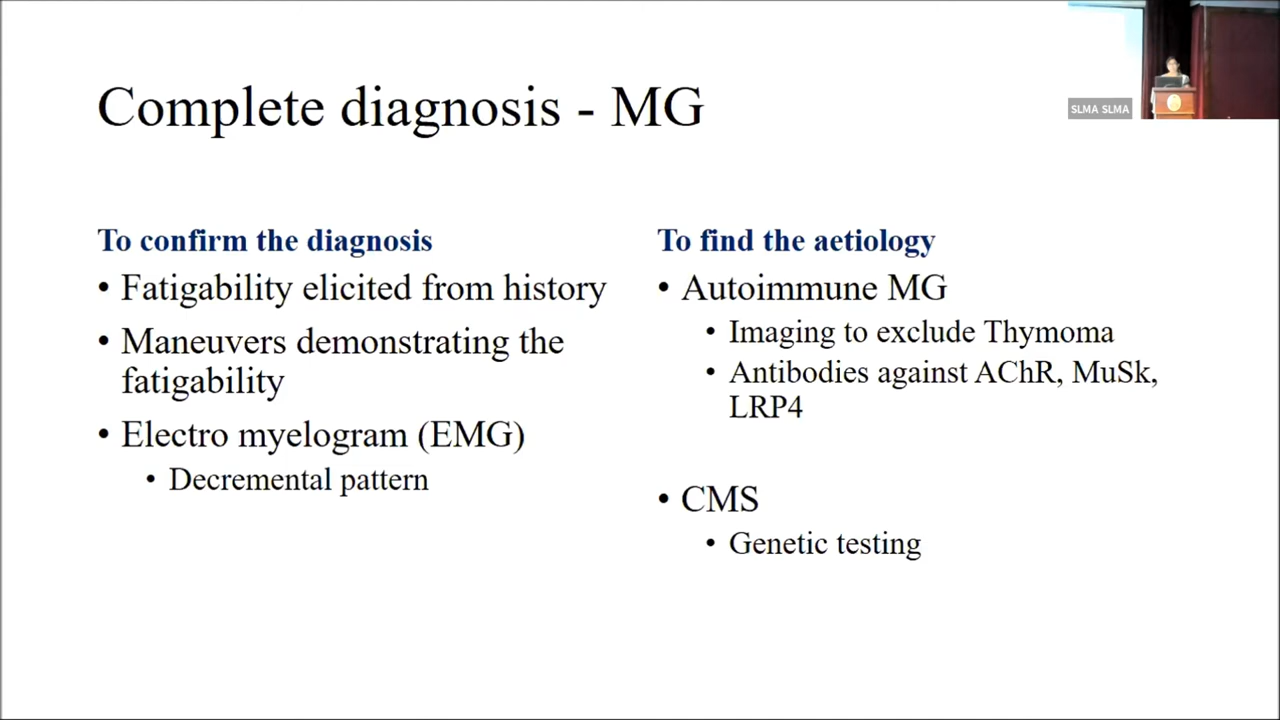 Complete diagnosis - MG
SLMA SLMA
To confirm the diagnosis
• Fatigability elicited from history
• Maneuvers demonstrating the
fatigability
• Electro myelogram (EMG)
• Decremental pattern
To find the aetiology
• Autoimmune MG
• Imaging to exclude Thymoma
• Antibodies against AChR, MuSk,
LRP4
• CMS
• Genetic testing